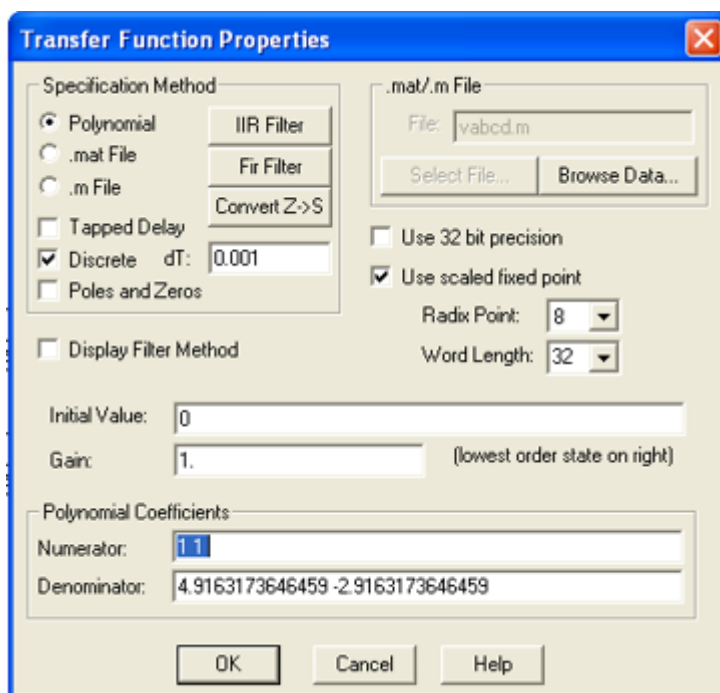 Transfer Function Properties
Specification Method
Polynomial
IIR Filter
.mat File
Fir Filter
.m File
Convert Z->S
Tapped Delay
Discrete dT: 0.001
Poles and Zeros
Display Filter Method
.mat/.m File
File: vabcd.m
Select File... Browse Data...
Use 32 bit precision
Use scaled fixed point
Radix Point: 8
Word Length: 32
Initial Value: 0
Gain: 1. (lowest order state on right)
Polynomial Coefficients
Numerator: 1 1
Denominator: 4.9163173646459 -2.9163173646459
OK Cancel Help